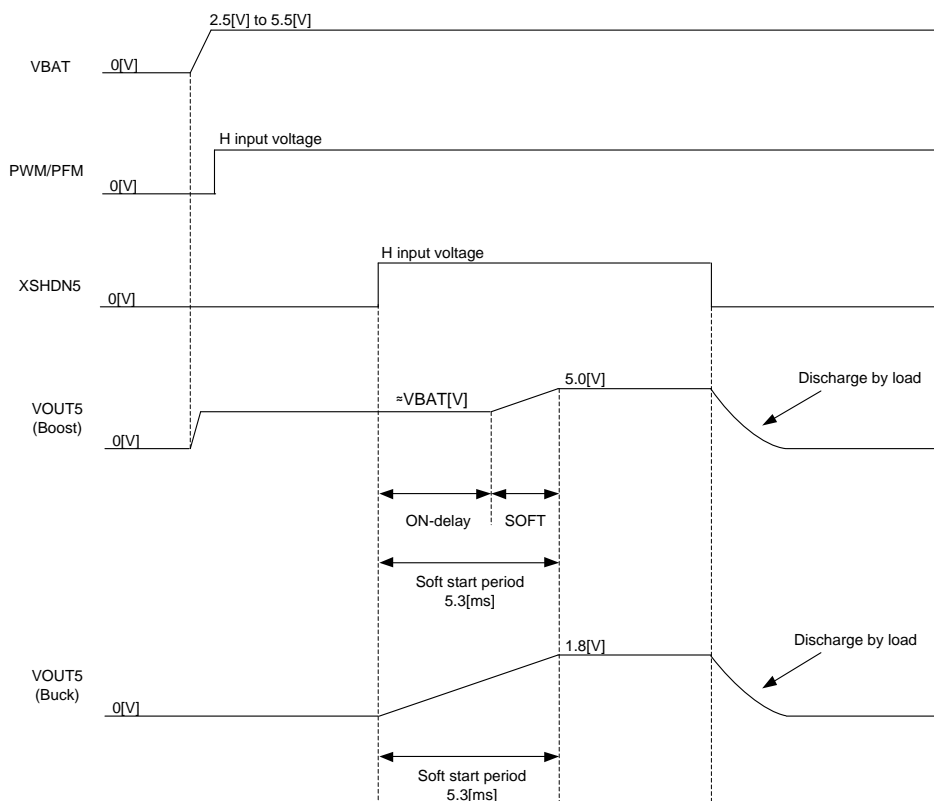 2.5[V] to 5.5[V]
VBAT
0[V]
H input voltage
PWM/PFM
0[V]
H input voltage
XSHDN5
0[V]
5.0[V]
≈VBAT[V]
Discharge by load
VOUT5
(Boost)
0[V]
ON-delay
SOFT
Soft start period
5.3[ms]
1.8[V]
Discharge by load
VOUT5
(Buck)
0[V]
Soft start period
5.3[ms]